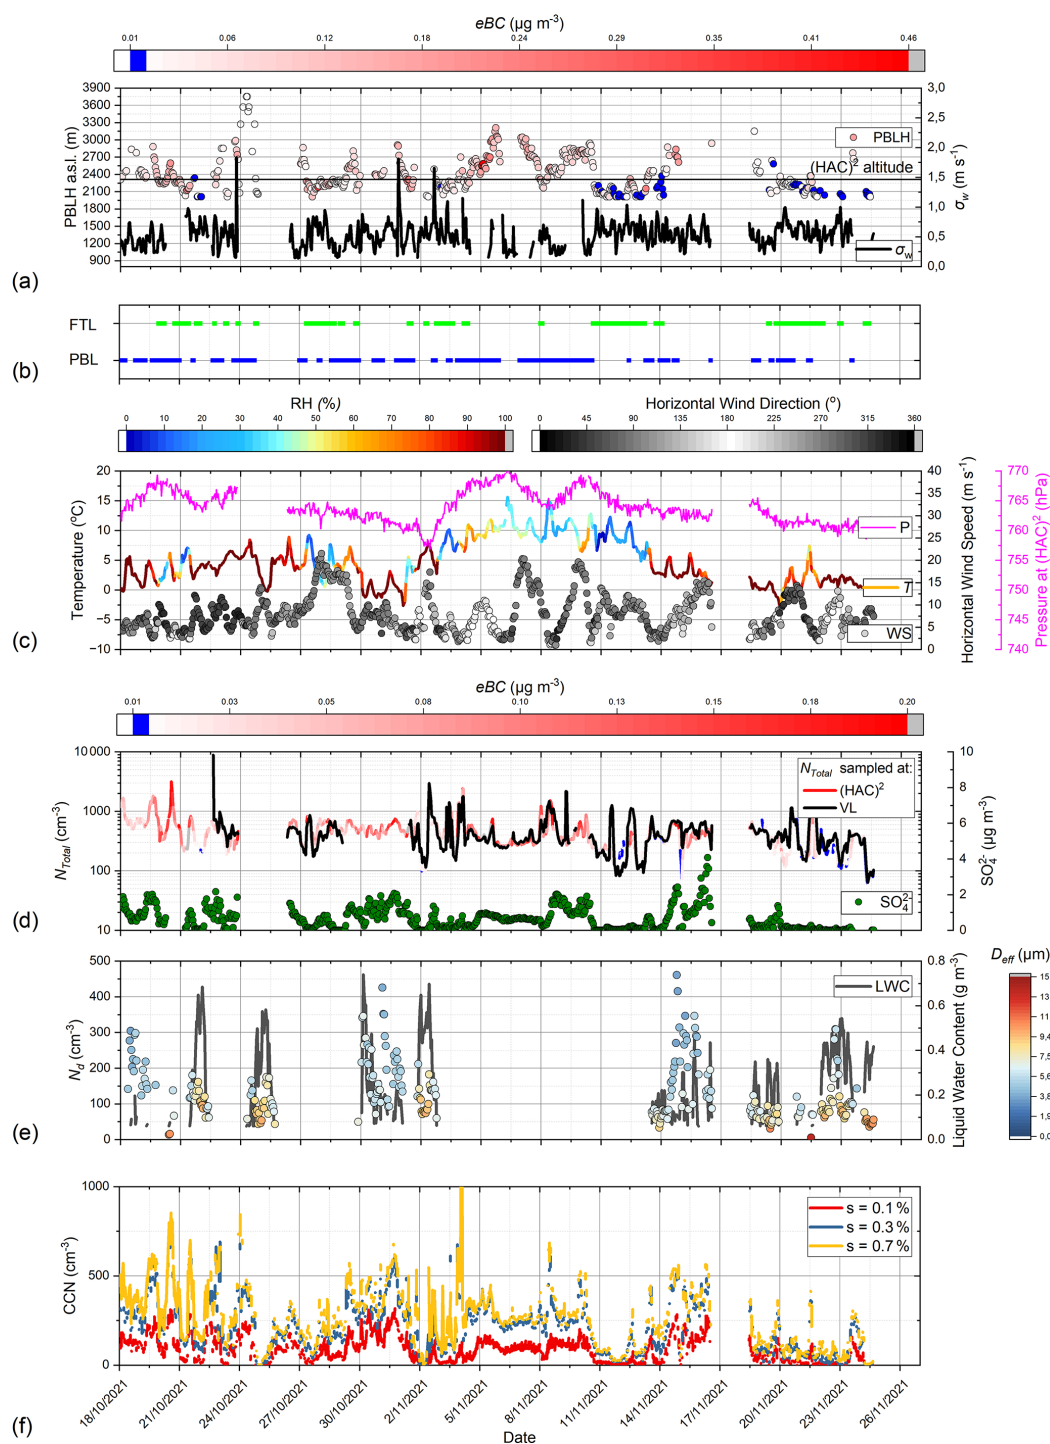 eBC (µg m⁻³)
0.01 0.06 0.12 0.18 0.24 0.29 0.35 0.41 0.46
3900 3600 3300 3000 2700 2400 2100 1800 1500 1200 900
PBLH a.s.l. (m)
3,0 2,5 2,0 1,5 1,0 0,5 0,0
σw (m s⁻¹)
PBLH
(HAC)² altitude
σw
(a)
FTL
PBL
(b)
RH (%)
0 10 20 30 40 50 60 70 80 90 100
Horizontal Wind Direction (º)
0 45 90 135 180 225 270 315 360
20 15 10 5 0 −5 −10
Temperature (ºC)
40 35 30 25 20 15 10 5 0
Horizontal Wind Speed (m s⁻¹)
770 765 760 755 750 745 740
Pressure at (HAC)² (hPa)
P
T
WS
(c)
eBC (µg m⁻³)
0.01 0.03 0.05 0.08 0.10 0.13 0.15 0.18 0.20
10 000 1000 100 10
NTotal (cm⁻³)
10 8 6 4 2 0
SO₄²⁻ (µg m⁻³)
NTotal sampled at:
(HAC)²
VL
SO₄²⁻
(d)
500 400 300 200 100 0
Nd (cm⁻³)
0.8 0.7 0.6 0.5 0.4 0.3 0.2 0.1 0.0
Liquid Water Content (g m⁻³)
LWC
Deff (µm)
15
13
11
9,4
7,5
5,6
3,8
1,9
0,0
(e)
1000 500 0
CCN (cm⁻³)
s = 0.1 %
s = 0.3 %
s = 0.7 %
(f)
18/10/2021 21/10/2021 24/10/2021 27/10/2021 30/10/2021 2/11/2021 5/11/2021 8/11/2021 11/11/2021 14/11/2021 17/11/2021 20/11/2021 23/11/2021 26/11/2021
Date